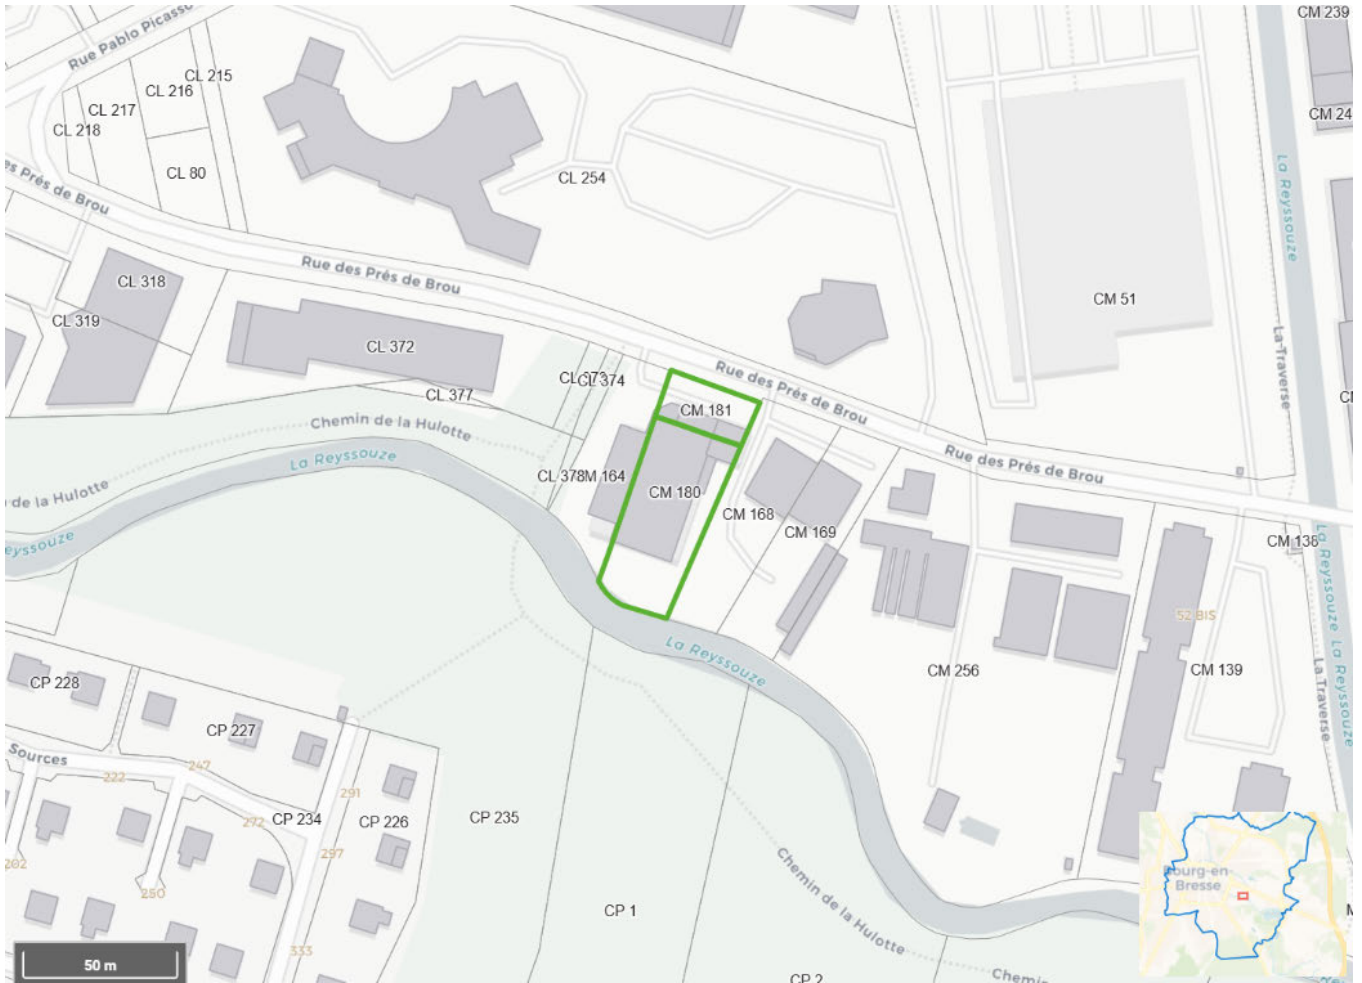 CM 239
Rue Pablo Picasso
CL 215
CL 216
CL 217
CL 218
CM 24
CL 80
CL 254
La Reyssouze
es Prés de Brou
Rue des Prés de Brou
CL 318
CL 319
CM 51
CL 372
La Traverse
Rue des Prés de Brou
CL 374
CL 377
CM 181
Chemin de la Hulotte
La Reyssouze
Rue des Prés de Brou
CL 378
M 164
CM 180
de la Hulotte
CM 168
CM 169
CM 138
eyssouze
La Reyssouze
La Reyssouze
52 BIS
La Reyssouze
CM 256
CM 139
CP 228
CP 227
La Traverse
Sources
222
247
291
272
CP 234
CP 226
CP 235
297
202
250
Chemin de la Hulotte
Bourg-en-
Bresse
CP 1
333
50 m
CP 2
Chemin